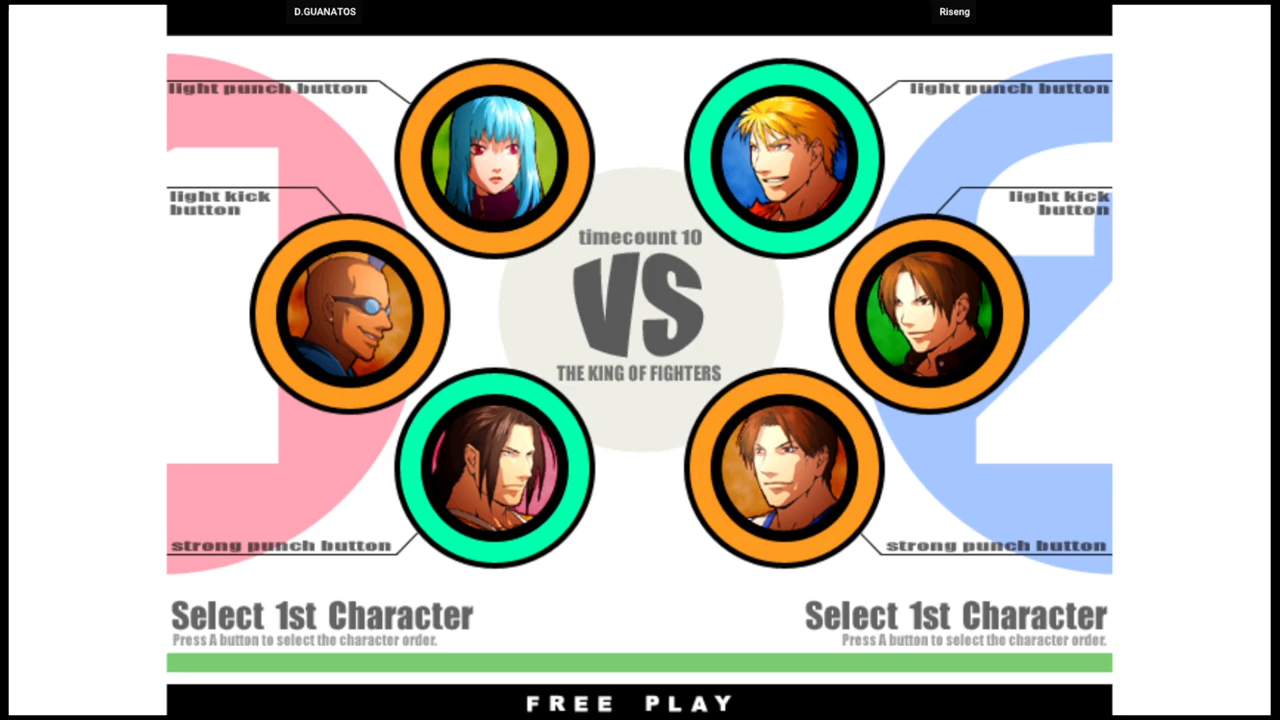 D.GUANATOS
Riseng
light punch button
light punch button
light kick
button
light kick
button
1
2
timecount 10
VS
THE KING OF FIGHTERS
strong punch button
strong punch button
Select 1st Character
Press A button to select the character order.
Select 1st Character
Press A button to select the character order.
FREE PLAY